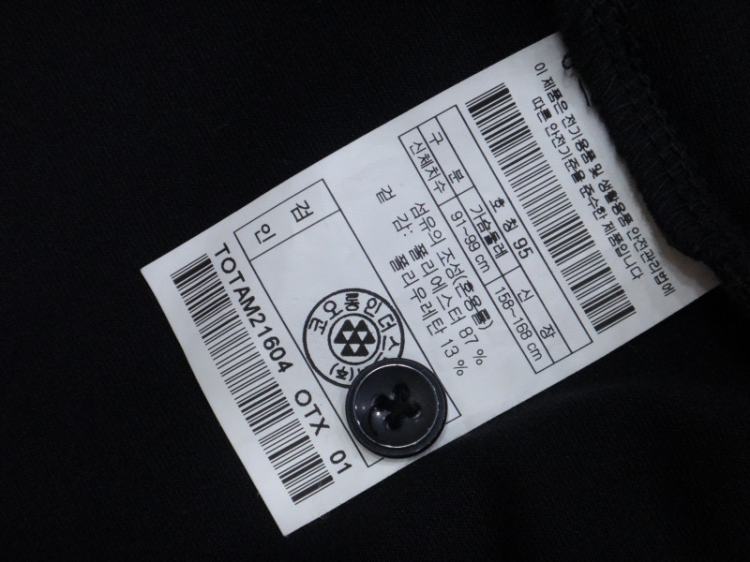 이 제품은 전기용품 및 생활용품 안전관리법에
따른 안전기준을 준수한 제품입니다
호 칭 95
구 분 가슴둘레 신 장
신체치수 91-99 cm 158-168 cm
섬유의 조성(혼용률)
겉 감: 폴리에스터 87 %
폴리우레탄 13 %
검
인
코오롱인더스
(주)
TOTAM21604 OTX 01